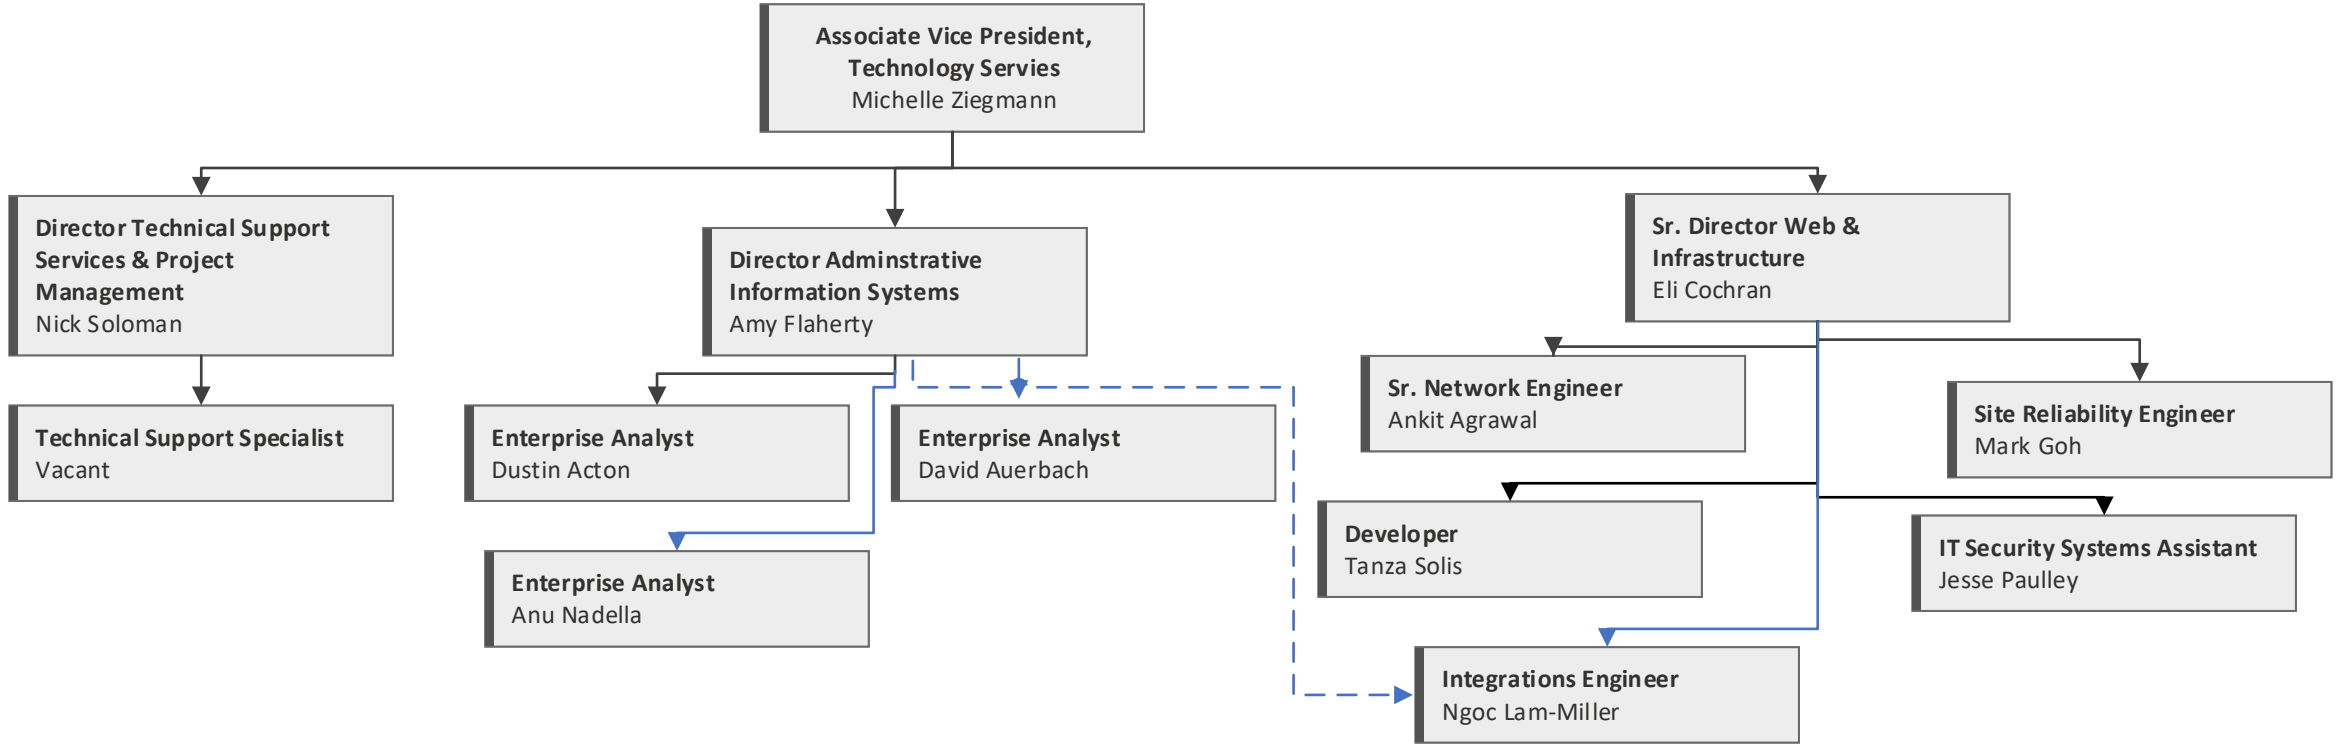 Associate Vice President,
Technology Servies
Michelle Ziegmann
Director Technical Support
Services & Project
Management
Nick Soloman
Director Adminstrative
Information Systems
Amy Flaherty
Sr. Director Web &
Infrastructure
Eli Cochran
Technical Support Specialist
Vacant
Enterprise Analyst
Dustin Acton
Enterprise Analyst
David Auerbach
Sr. Network Engineer
Ankit Agrawal
Site Reliability Engineer
Mark Goh
Enterprise Analyst
Anu Nadella
Developer
Tanza Solis
IT Security Systems Assistant
Jesse Paulley
Integrations Engineer
Ngoc Lam-Miller